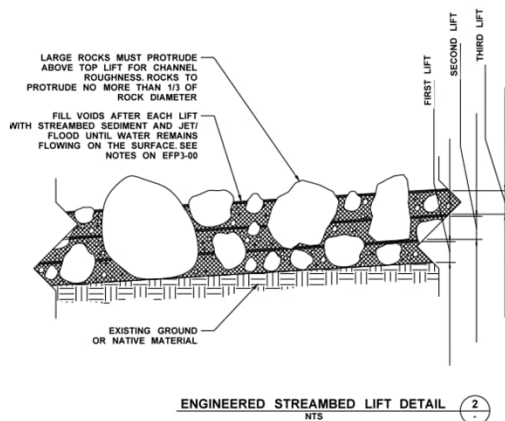 LARGE ROCKS MUST PROTRUDE
ABOVE TOP LIFT FOR CHANNEL
ROUGHNESS. ROCKS TO
PROTRUDE NO MORE THAN 1/3 OF
ROCK DIAMETER
FILL VOIDS AFTER EACH LIFT
WITH STREAMBED SEDIMENT AND JET/
FLOOD UNTIL WATER REMAINS
FLOWING ON THE SURFACE. SEE
NOTES ON EFP3-00
FIRST LIFT
SECOND LIFT
THIRD LIFT
EXISTING GROUND
OR NATIVE MATERIAL
ENGINEERED STREAMBED LIFT DETAIL
NTS
2
-